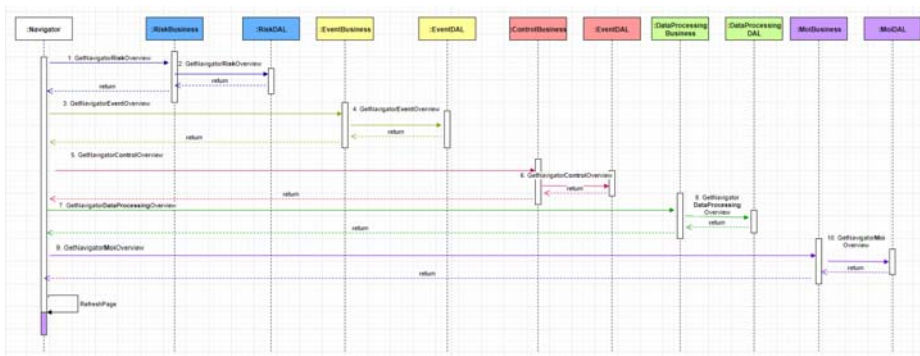 :Navigator
:RiskBusiness
:RiskDAL
:EventBusiness
:EventDAL
:ControlBusiness
:EventDAL
:DataProcessing
Business
:DataProcessing
DAL
:MoiBusiness
:MoiDAL
1. GetNavigatorRiskOverview
2. GetNavigatorRiskOverview
return
return
3. GetNavigatorEventOverview
4. GetNavigatorEventOverview
return
return
5. GetNavigatorControlOverview
6. GetNavigatorControlOverview
return
return
7. GetNavigatorDataProcessingOverview
8. GetNavigator
DataProcessing
Overview
return
return
9. GetNavigatorMoiOverview
10. GetNavigatorMoi
Overview
return
return
RefreshPage